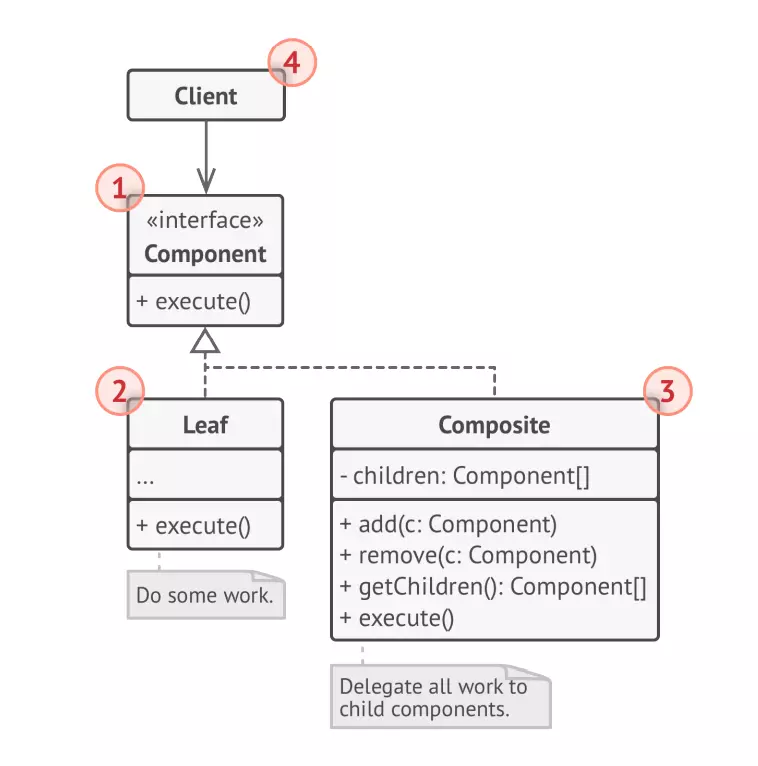 4
Client
1
«interface»
Component
+ execute()
2
Leaf
...
+ execute()
Do some work.
3
Composite
- children: Component[]
+ add(c: Component)
+ remove(c: Component)
+ getChildren(): Component[]
+ execute()
Delegate all work to
child components.